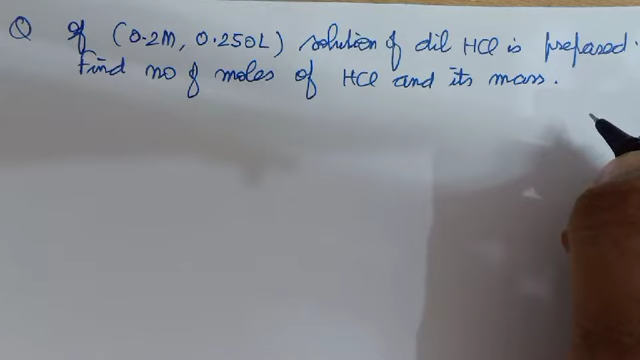 Q If (0.2M, 0.250L) solution of dil HCl is prepared.
Find no of moles of HCl and its mass.